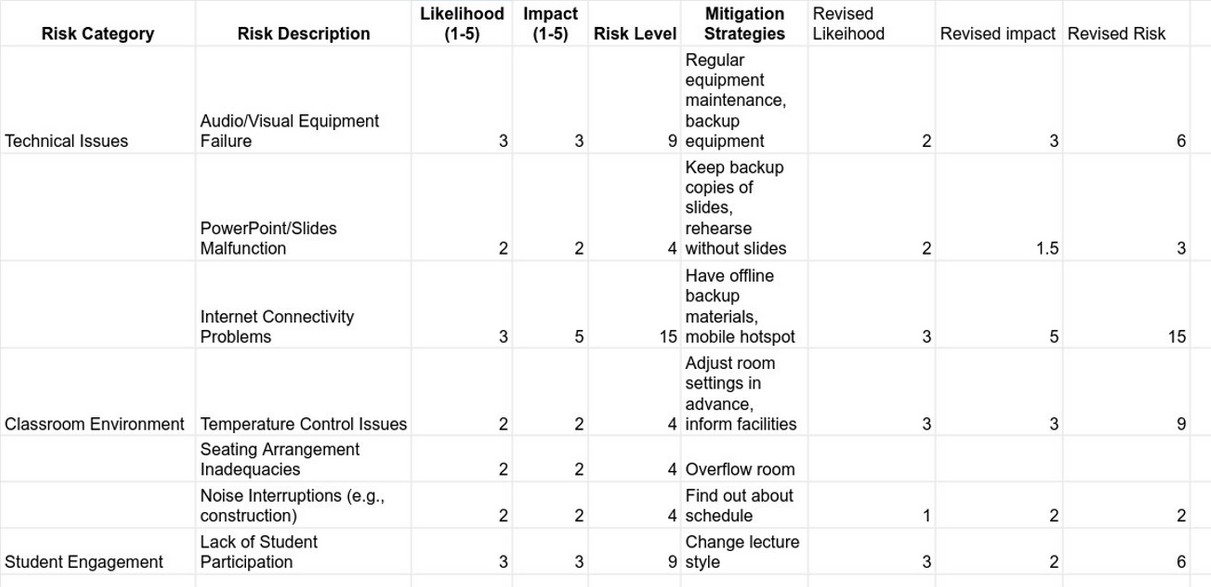 Risk Category Risk Description Likelihood (1-5) Impact (1-5) Risk Level Mitigation Strategies Revised Likeihood Revised impact Revised Risk
Technical Issues Audio/Visual Equipment Failure 3 3 9 Regular equipment maintenance, backup equipment 2 3 6
PowerPoint/Slides Malfunction 2 2 4 Keep backup copies of slides, rehearse without slides 2 1.5 3
Internet Connectivity Problems 3 5 15 Have offline backup materials, mobile hotspot 3 5 15
Classroom Environment Temperature Control Issues 2 2 4 Adjust room settings in advance, inform facilities 3 3 9
Seating Arrangement Inadequacies 2 2 4 Overflow room
Noise Interruptions (e.g., construction) 2 2 4 Find out about schedule 1 2 2
Student Engagement Lack of Student Participation 3 3 9 Change lecture style 3 2 6